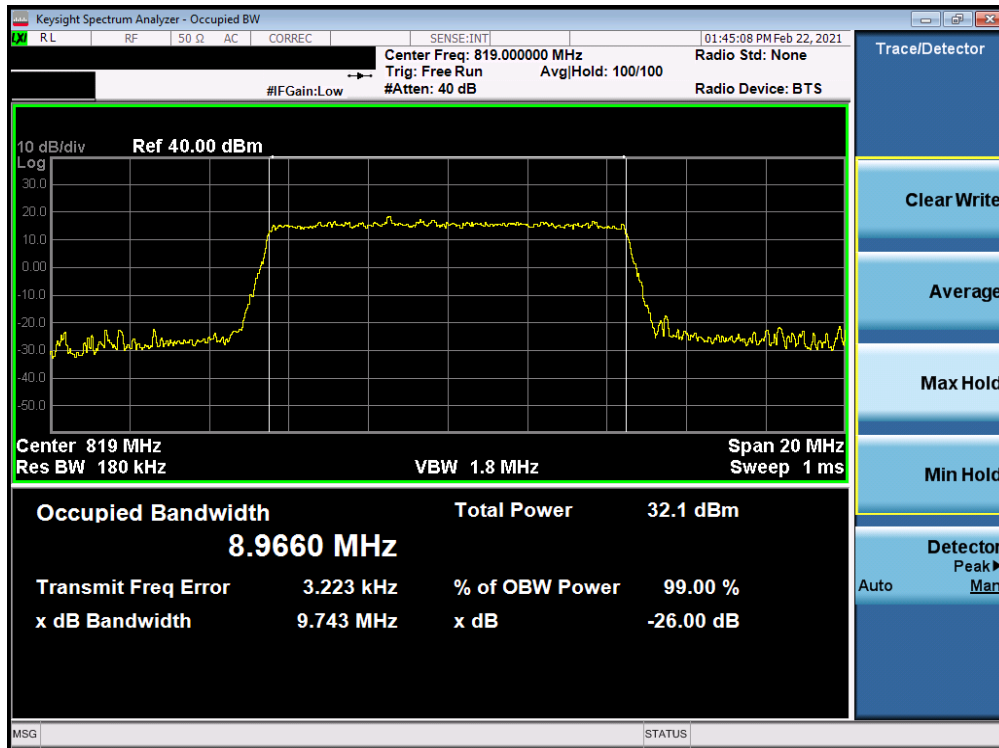 Keysight Spectrum Analyzer - Occupied BW
LXI RL RF 50 Ω AC CORREC SENSE:INT 01:45:08 PM Feb 22, 2021
Center Freq: 819.000000 MHz Radio Std: None
Trig: Free Run Avg|Hold: 100/100
#IFGain:Low #Atten: 40 dB Radio Device: BTS
Trace/Detector
10 dB/div Ref 40.00 dBm
Log
30.0
20.0
10.0
0.00
-10.0
-20.0
-30.0
-40.0
-50.0
Center 819 MHz Span 20 MHz
Res BW 180 kHz VBW 1.8 MHz Sweep 1 ms
Occupied Bandwidth Total Power 32.1 dBm
8.9660 MHz
Transmit Freq Error 3.223 kHz % of OBW Power 99.00 %
x dB Bandwidth 9.743 MHz x dB -26.00 dB
Clear Write
Average
Max Hold
Min Hold
Detector
Peak
Auto Man
MSG STATUS